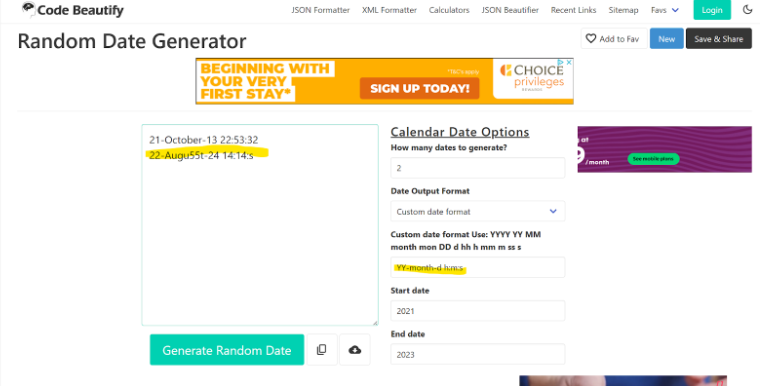 Code Beautify
JSON Formatter XML Formatter Calculators JSON Beautifier Recent Links Sitemap Favs Login
Random Date Generator
Add to Fav New Save & Share
BEGINNING WITH
YOUR VERY
FIRST STAY*
*T&Cs apply.
SIGN UP TODAY!
CHOICE
privileges
21-October-13 22:53:32
22-Augu55t-24 14:14:s
Calendar Date Options
How many dates to generate?
2
Date Output Format
Custom date format
Custom date format Use: YYYY YY MM
month mon DD d hh h mm m ss s
YY-month-d h:m:s
Start date
2021
End date
2023
Generate Random Date
g at
9/month
See mobile plans